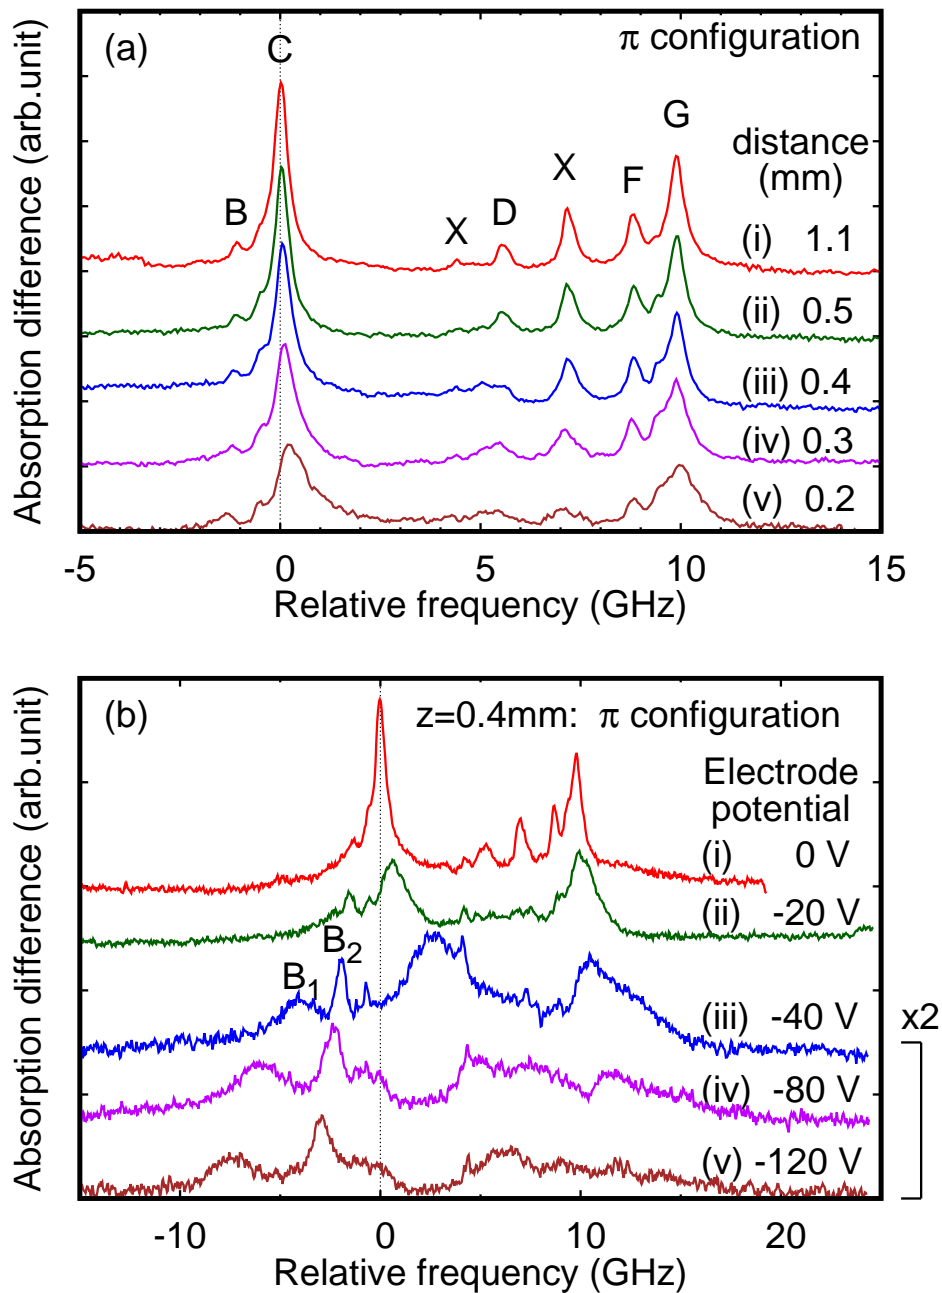 (a)
π configuration
C
B
X
D
X
F
G
distance
(mm)
(i) 1.1
(ii) 0.5
(iii) 0.4
(iv) 0.3
(v) 0.2
Absorption difference (arb.unit)
-5 0 5 10 15
Relative frequency (GHz)
(b)
z=0.4mm: π configuration
Electrode
potential
(i) 0 V
(ii) -20 V
B1
B2
(iii) -40 V
x2
(iv) -80 V
(v) -120 V
Absorption difference (arb.unit)
-10 0 10 20
Relative frequency (GHz)